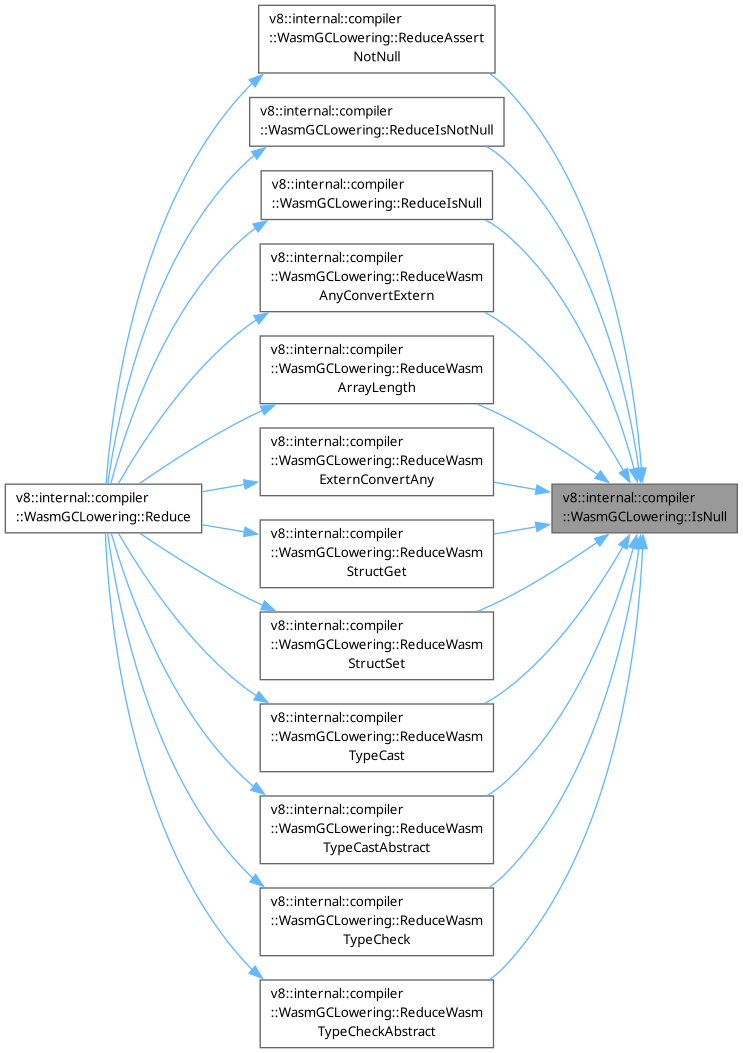 v8::internal::compiler
::WasmGCLowering::ReduceAssert
NotNull
v8::internal::compiler
::WasmGCLowering::ReduceIsNotNull
v8::internal::compiler
::WasmGCLowering::ReduceIsNull
v8::internal::compiler
::WasmGCLowering::ReduceWasm
AnyConvertExtern
v8::internal::compiler
::WasmGCLowering::ReduceWasm
ArrayLength
v8::internal::compiler
::WasmGCLowering::ReduceWasm
ExternConvertAny
v8::internal::compiler
::WasmGCLowering::Reduce
v8::internal::compiler
::WasmGCLowering::IsNull
v8::internal::compiler
::WasmGCLowering::ReduceWasm
StructGet
v8::internal::compiler
::WasmGCLowering::ReduceWasm
StructSet
v8::internal::compiler
::WasmGCLowering::ReduceWasm
TypeCast
v8::internal::compiler
::WasmGCLowering::ReduceWasm
TypeCastAbstract
v8::internal::compiler
::WasmGCLowering::ReduceWasm
TypeCheck
v8::internal::compiler
::WasmGCLowering::ReduceWasm
TypeCheckAbstract